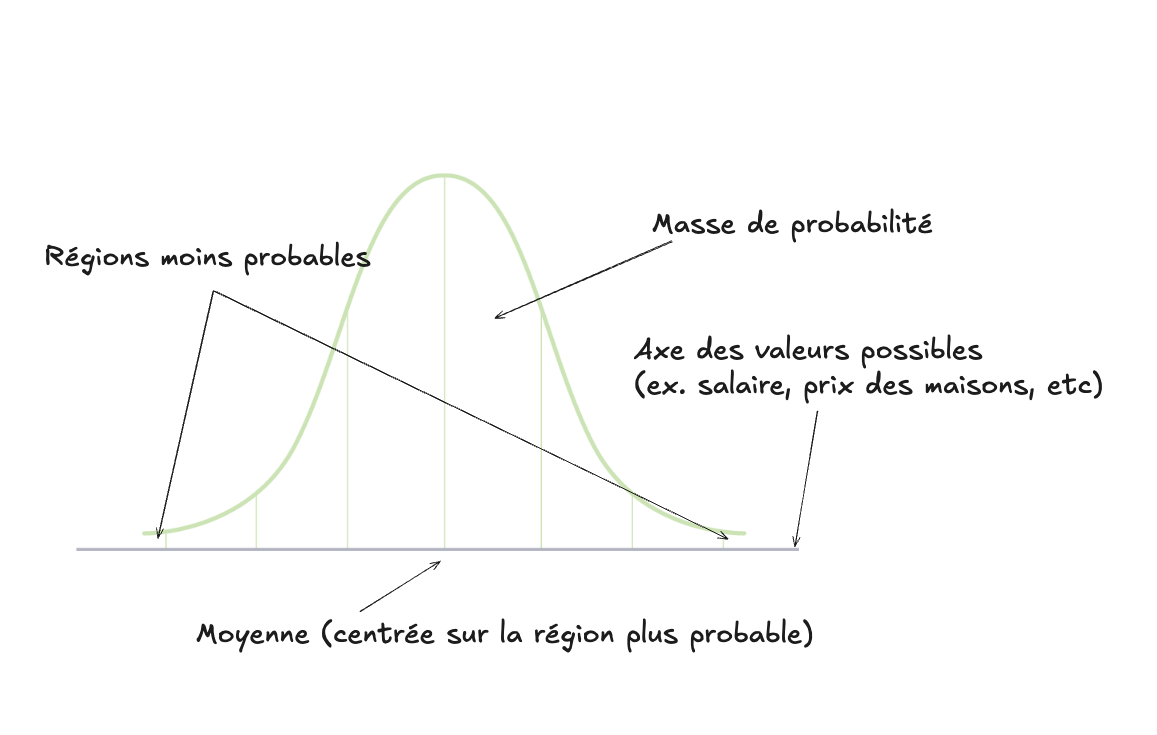 Masse de probabilité
Régions moins probables
Axe des valeurs possibles
(ex. salaire, prix des maisons, etc)
Moyenne (centrée sur la région plus probable)